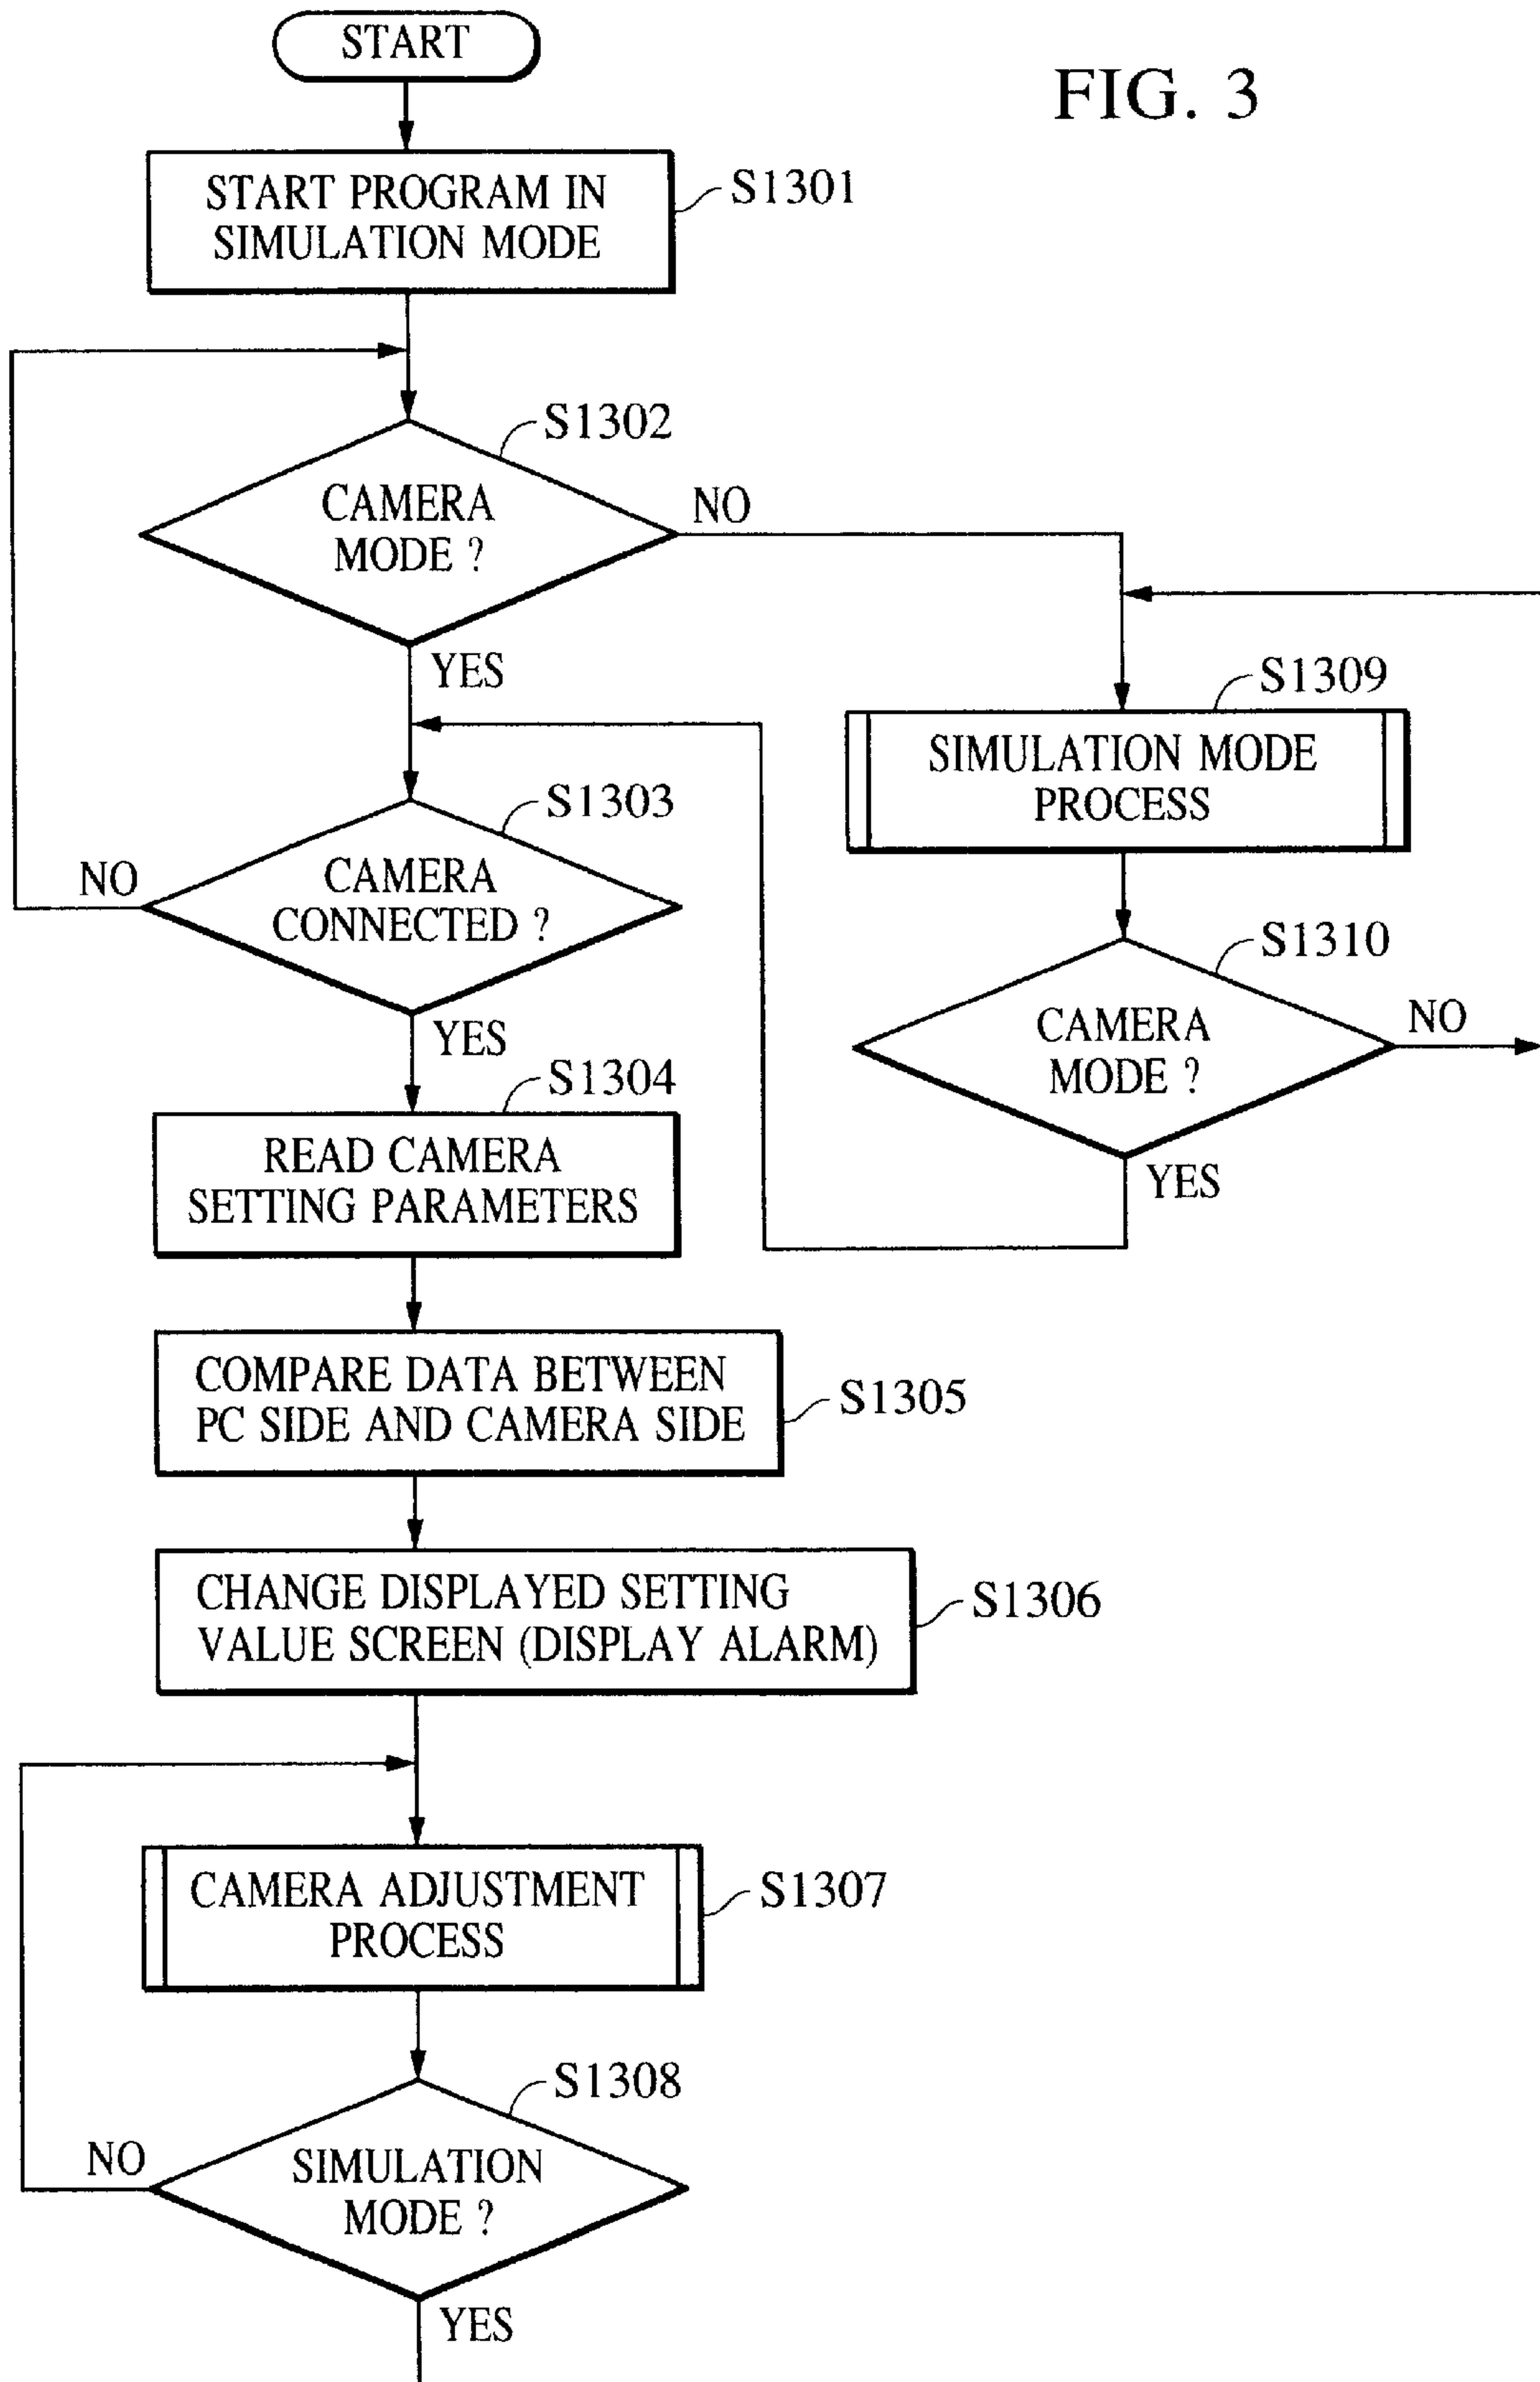 START
FIG. 3
START PROGRAM IN
SIMULATION MODE
S1301
S1302
CAMERA
MODE ?
NO
YES
S1303
CAMERA
CONNECTED ?
NO
YES
S1309
SIMULATION MODE
PROCESS
S1310
CAMERA
MODE ?
NO
YES
S1304
READ CAMERA
SETTING PARAMETERS
COMPARE DATA BETWEEN
PC SIDE AND CAMERA SIDE
S1305
CHANGE DISPLAYED SETTING
VALUE SCREEN (DISPLAY ALARM)
S1306
CAMERA ADJUSTMENT
PROCESS
S1307
S1308
SIMULATION
MODE ?
NO
YES